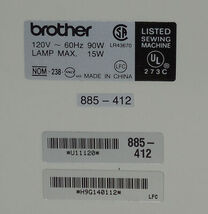 brother
120V ~ 60Hz 90W
LAMP MAX. 15W
LR43670
LISTED
SEWING
MACHINE
UL
273C
LFC
NOM-238
MADE IN CHINA
885-412
885-
412
*U11120*
*H9G140112*
LFC